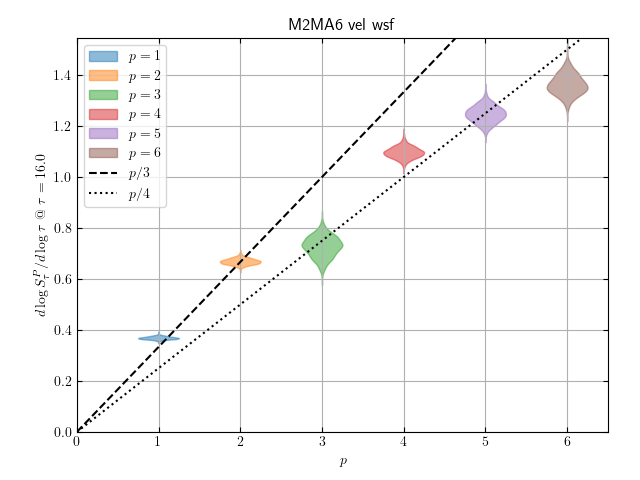 M2MA6 vel wsf
d log S_τ^P / d log τ @ τ = 16.0
1.4
1.2
1.0
0.8
0.6
0.4
0.2
0.0
p = 1
p = 2
p = 3
p = 4
p = 5
p = 6
p/3
p/4
0 1 2 3 4 5 6
p